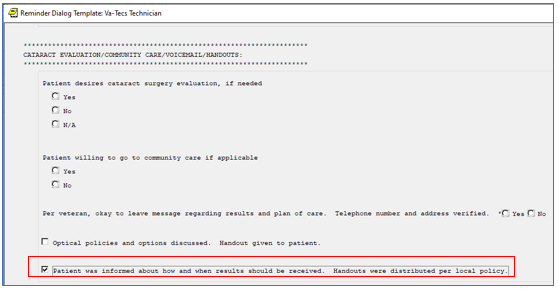 Reminder Dialog Template: Va-Tecs Technician
************************************************************************
CATARACT EVALUATION/COMMUNITY CARE/VOICEMAIL/HANDOUTS:
************************************************************************
Patient desires cataract surgery evaluation, if needed
Yes
No
N/A
Patient willing to go to community care if applicable
Yes
No
Per veteran, okay to leave message regarding results and plan of care.  Telephone number and address verified.  * Yes No
Optical policies and options discussed.  Handout given to patient.
Patient was informed about how and when results should be received.  Handouts were distributed per local policy.